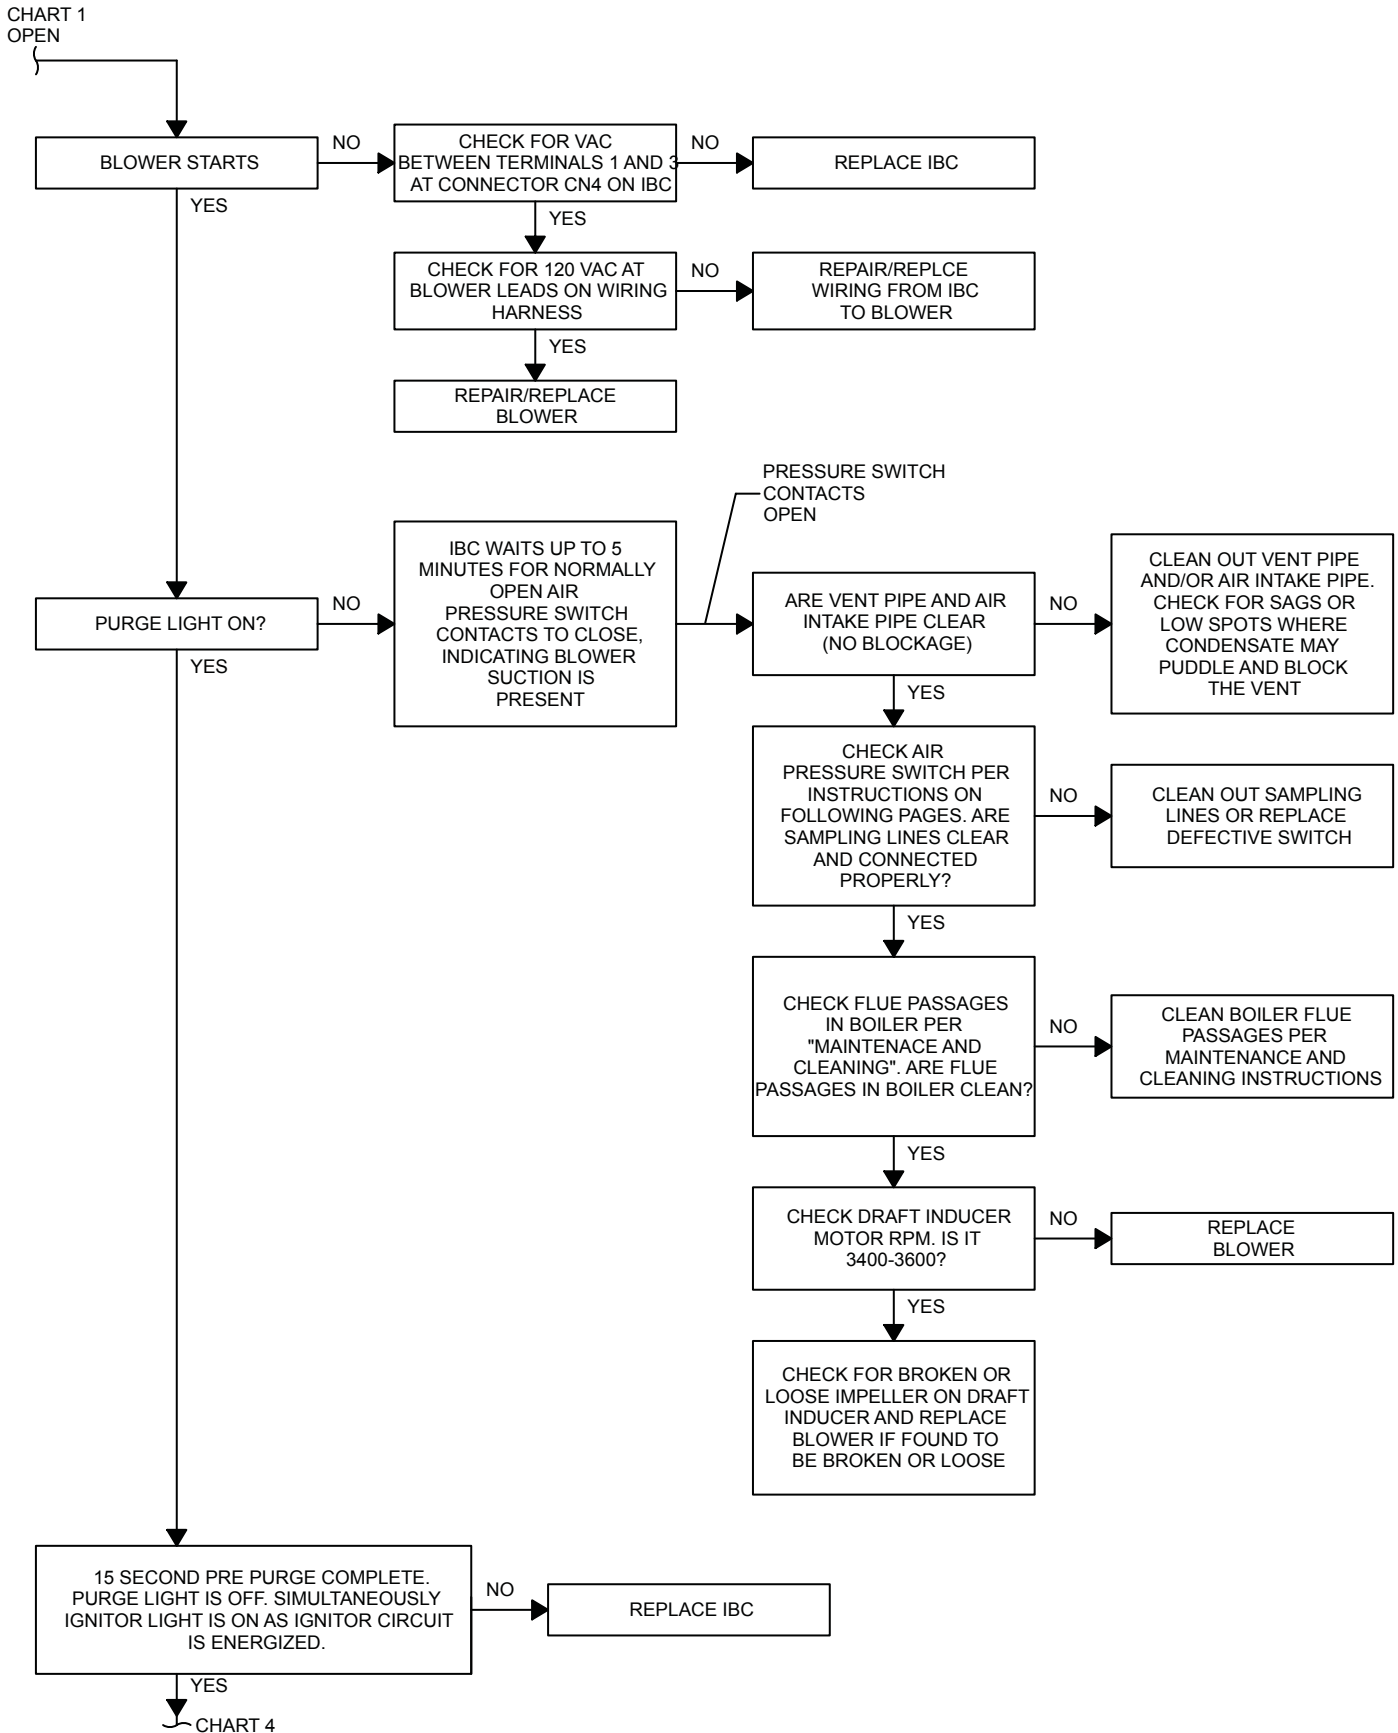 CHART 1
OPEN
BLOWER STARTS
NO
CHECK FOR VAC
BETWEEN TERMINALS 1 AND 3
AT CONNECTOR CN4 ON IBC
NO
REPLACE IBC
YES
YES
CHECK FOR 120 VAC AT
BLOWER LEADS ON WIRING
HARNESS
NO
REPAIR/REPLCE
WIRING FROM IBC
TO BLOWER
YES
REPAIR/REPLACE
BLOWER
PRESSURE SWITCH
CONTACTS
OPEN
PURGE LIGHT ON?
NO
IBC WAITS UP TO 5
MINUTES FOR NORMALLY
OPEN AIR
PRESSURE SWITCH
CONTACTS TO CLOSE,
INDICATING BLOWER
SUCTION IS
PRESENT
ARE VENT PIPE AND AIR
INTAKE PIPE CLEAR
(NO BLOCKAGE)
NO
CLEAN OUT VENT PIPE
AND/OR AIR INTAKE PIPE.
CHECK FOR SAGS OR
LOW SPOTS WHERE
CONDENSATE MAY
PUDDLE AND BLOCK
THE VENT
YES
YES
CHECK AIR
PRESSURE SWITCH PER
INSTRUCTIONS ON
FOLLOWING PAGES. ARE
SAMPLING LINES CLEAR
AND CONNECTED
PROPERLY?
NO
CLEAN OUT SAMPLING
LINES OR REPLACE
DEFECTIVE SWITCH
YES
CHECK FLUE PASSAGES
IN BOILER PER
"MAINTENACE AND
CLEANING". ARE FLUE
PASSAGES IN BOILER CLEAN?
NO
CLEAN BOILER FLUE
PASSAGES PER
MAINTENANCE AND
CLEANING INSTRUCTIONS
YES
CHECK DRAFT INDUCER
MOTOR RPM. IS IT
3400-3600?
NO
REPLACE
BLOWER
YES
CHECK FOR BROKEN OR
LOOSE IMPELLER ON DRAFT
INDUCER AND REPLACE
BLOWER IF FOUND TO
BE BROKEN OR LOOSE
15 SECOND PRE PURGE COMPLETE.
PURGE LIGHT IS OFF. SIMULTANEOUSLY
IGNITOR LIGHT IS ON AS IGNITOR CIRCUIT
IS ENERGIZED.
NO
REPLACE IBC
YES
CHART 4